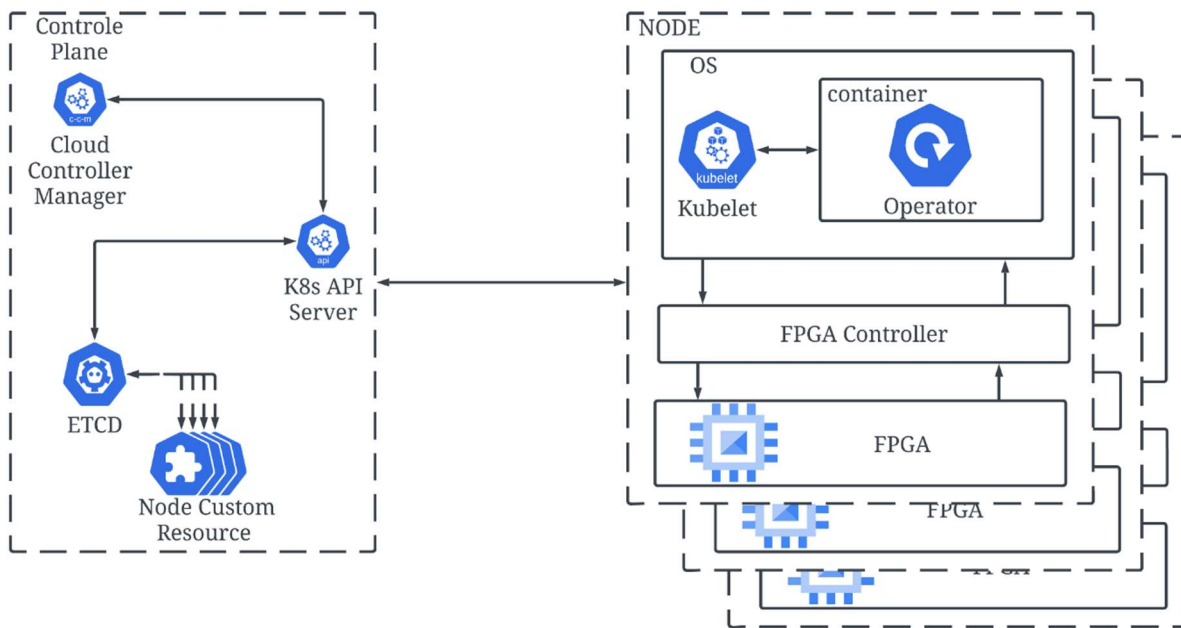 Controle
Plane
c-c-m
Cloud
Controller
Manager
api
K8s API
Server
ETCD
Node Custom
Resource
NODE
OS
container
kubelet
Kubelet
Operator
FPGA Controller
FPGA
FPGA